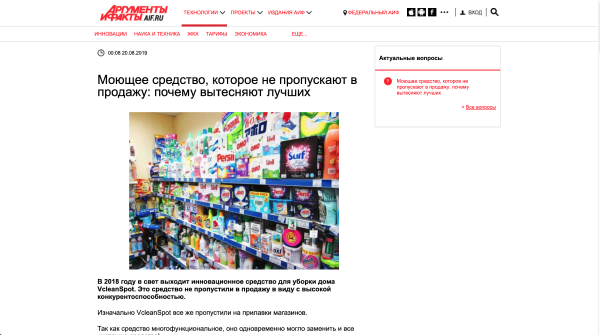 АРГУМЕНТЫ
И ФАКТЫ AIF.RU
ТЕХНОЛОГИИ
ПРОЕКТЫ
ИЗДАНИЯ АИФ
ФЕДЕРАЛЬНЫЙ АИФ
ВХОД
ИННОВАЦИИ
НАУКА И ТЕХНИКА
ЖКХ
ТАРИФЫ
ЭКОНОМИКА
ЕЩЕ...
00:08 20.08.2019
Моющее средство, которое не пропускают в
продажу: почему вытесняют лучших
Persil
Surf
В 2018 году в свет выходит инновационное средство для уборки дома
VcleanSpot. Это средство не пропустили в продажу в виду с высокой
конкурентоспособностью.
Изначально VcleanSpot все же пропустили на прилавки магазинов.
Так как средство многофункциональное, оно одновременно могло заменить и все
Актуальные вопросы
Моющее средство, которое не
пропускают в продажу: почему
вытесняют лучших
Все вопросы